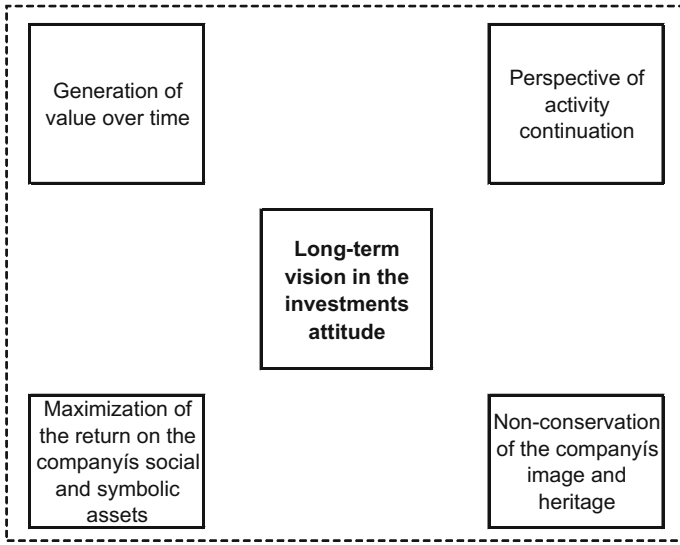 Generation of
value over time
Perspective of
activity
continuation
Long-term
vision in the
investments
attitude
Maximization of
the return on the
companyís social
and symbolic
assets
Non-conservation
of the companyís
image and
heritage